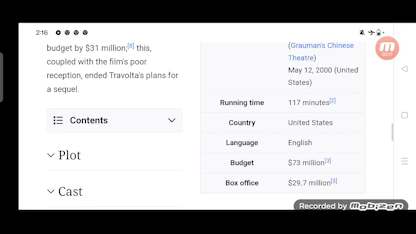 2:16
budget by $31 million;[8] this,
coupled with the film's poor
reception, ended Travolta's plans for
a sequel.
Contents
Plot
Cast
(Grauman's Chinese
Theatre)
May 12, 2000 (United
States)
Running time 117 minutes[2]
Country United States
Language English
Budget $73 million[3]
Box office $29.7 million[3]
Recorded by Mobizen